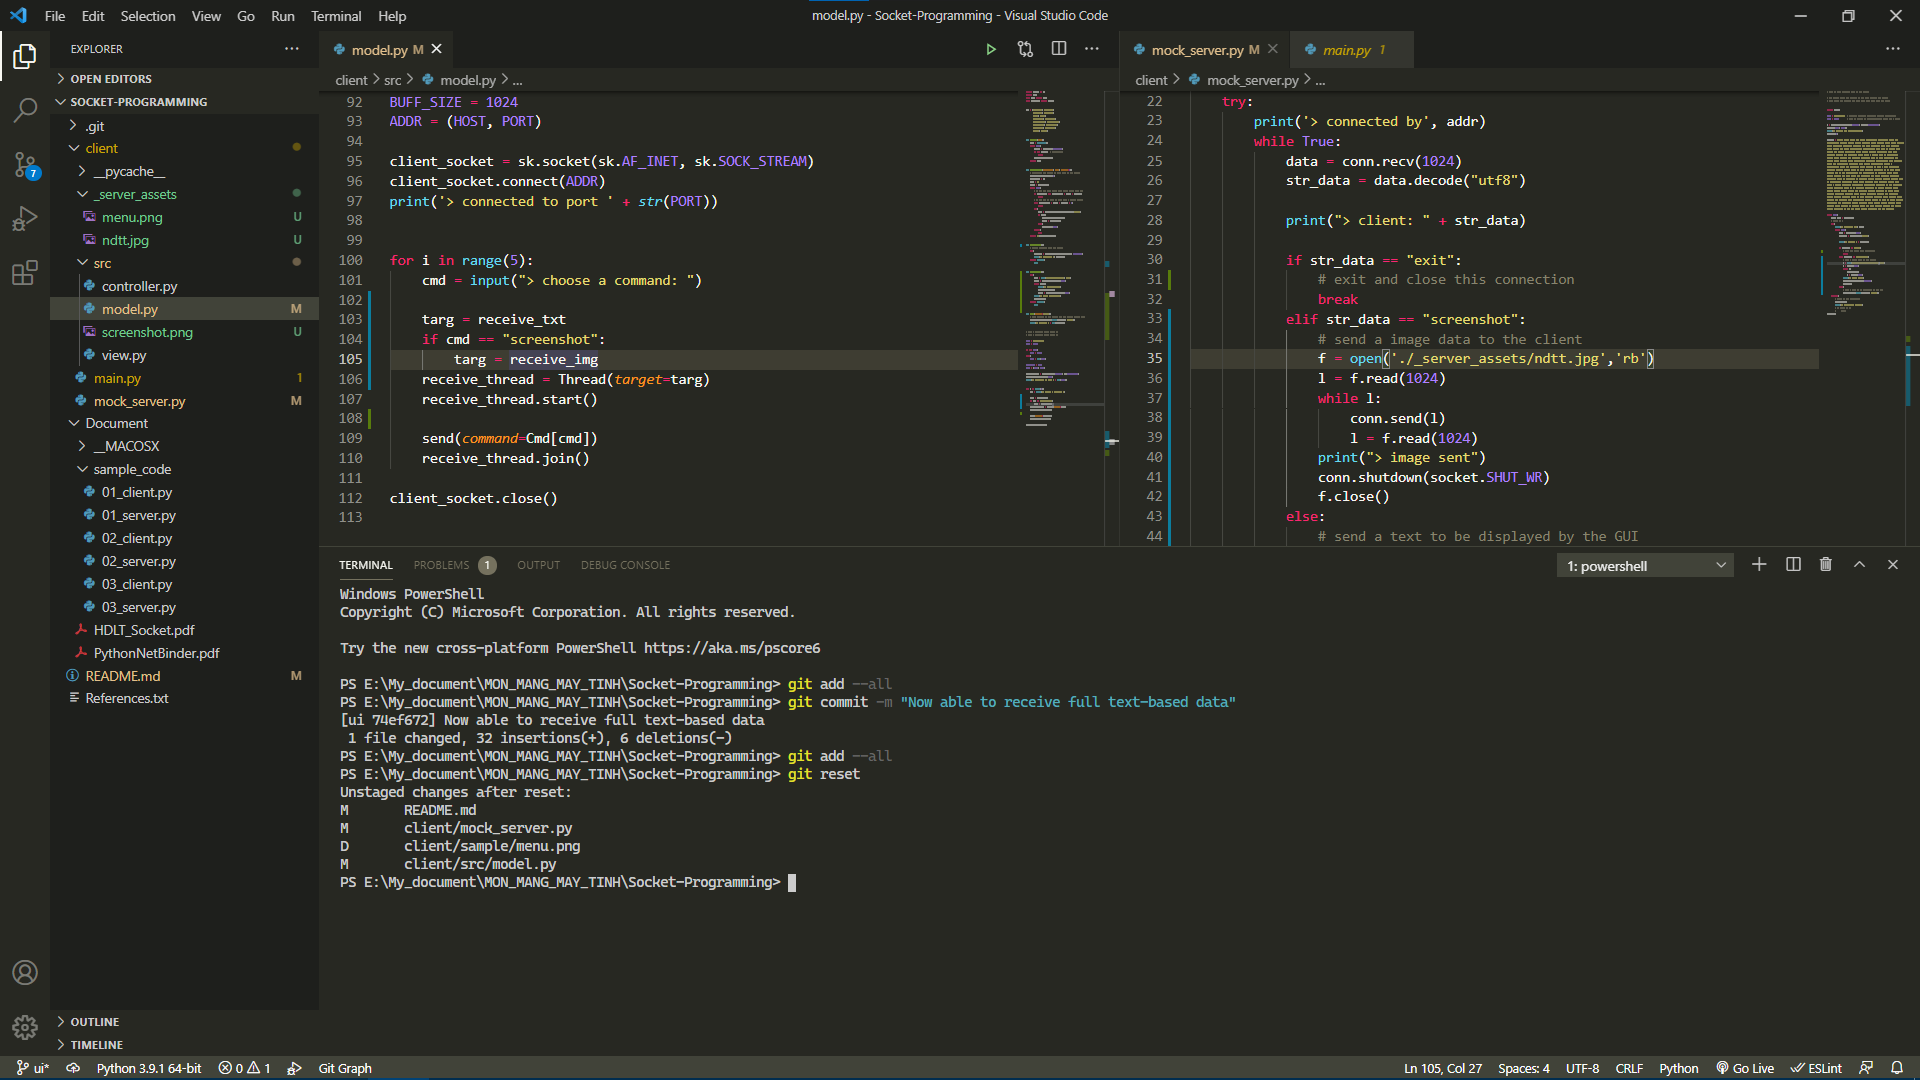 File Edit Selection View Go Run Terminal Help
model.py - Socket-Programming - Visual Studio Code
EXPLORER
OPEN EDITORS
SOCKET-PROGRAMMING
.git
client
__pycache__
_server_assets
menu.png U
ndtt.jpg U
src
controller.py
model.py M
screenshot.png U
view.py
main.py 1
mock_server.py M
Document
__MACOSX
sample_code
01_client.py
01_server.py
02_client.py
02_server.py
03_client.py
03_server.py
HDLT_Socket.pdf
PythonNetBinder.pdf
README.md M
References.txt
OUTLINE
TIMELINE
7
model.py M
client > src > model.py > ...
92 BUFF_SIZE = 1024
93 ADDR = (HOST, PORT)
94
95 client_socket = sk.socket(sk.AF_INET, sk.SOCK_STREAM)
96 client_socket.connect(ADDR)
97 print('> connected to port ' + str(PORT))
98
99
100 for i in range(5):
101     cmd = input("> choose a command: ")
102
103     targ = receive_txt
104     if cmd == "screenshot":
105         targ = receive_img
106     receive_thread = Thread(target=targ)
107     receive_thread.start()
108
109     send(command=Cmd[cmd])
110     receive_thread.join()
111
112 client_socket.close()
113
mock_server.py M main.py 1
client > mock_server.py > ...
22     try:
23         print('> connected by', addr)
24         while True:
25             data = conn.recv(1024)
26             str_data = data.decode("utf8")
27
28             print("> client: " + str_data)
29
30             if str_data == "exit":
31                 # exit and close this connection
32                 break
33             elif str_data == "screenshot":
34                 # send a image data to the client
35                 f = open('./_server_assets/ndtt.jpg','rb')
36                 l = f.read(1024)
37                 while l:
38                     conn.send(l)
39                     l = f.read(1024)
40                 print("> image sent")
41                 conn.shutdown(socket.SHUT_WR)
42                 f.close()
43             else:
44                 # send a text to be displayed by the GUI
TERMINAL PROBLEMS 1 OUTPUT DEBUG CONSOLE
1: powershell
Windows PowerShell
Copyright (C) Microsoft Corporation. All rights reserved.
Try the new cross-platform PowerShell https://aka.ms/pscore6
PS E:\My_document\MON_MANG_MAY_TINH\Socket-Programming> git add --all
PS E:\My_document\MON_MANG_MAY_TINH\Socket-Programming> git commit -m "Now able to receive full text-based data"
[ui 74ef672] Now able to receive full text-based data
 1 file changed, 32 insertions(+), 6 deletions(-)
PS E:\My_document\MON_MANG_MAY_TINH\Socket-Programming> git add --all
PS E:\My_document\MON_MANG_MAY_TINH\Socket-Programming> git reset
Unstaged changes after reset:
M       README.md
M       client/mock_server.py
D       client/sample/menu.png
M       client/src/model.py
PS E:\My_document\MON_MANG_MAY_TINH\Socket-Programming>
ui* Python 3.9.1 64-bit 0 1 Git Graph
Ln 105, Col 27 Spaces: 4 UTF-8 CRLF Python Go Live ESLint